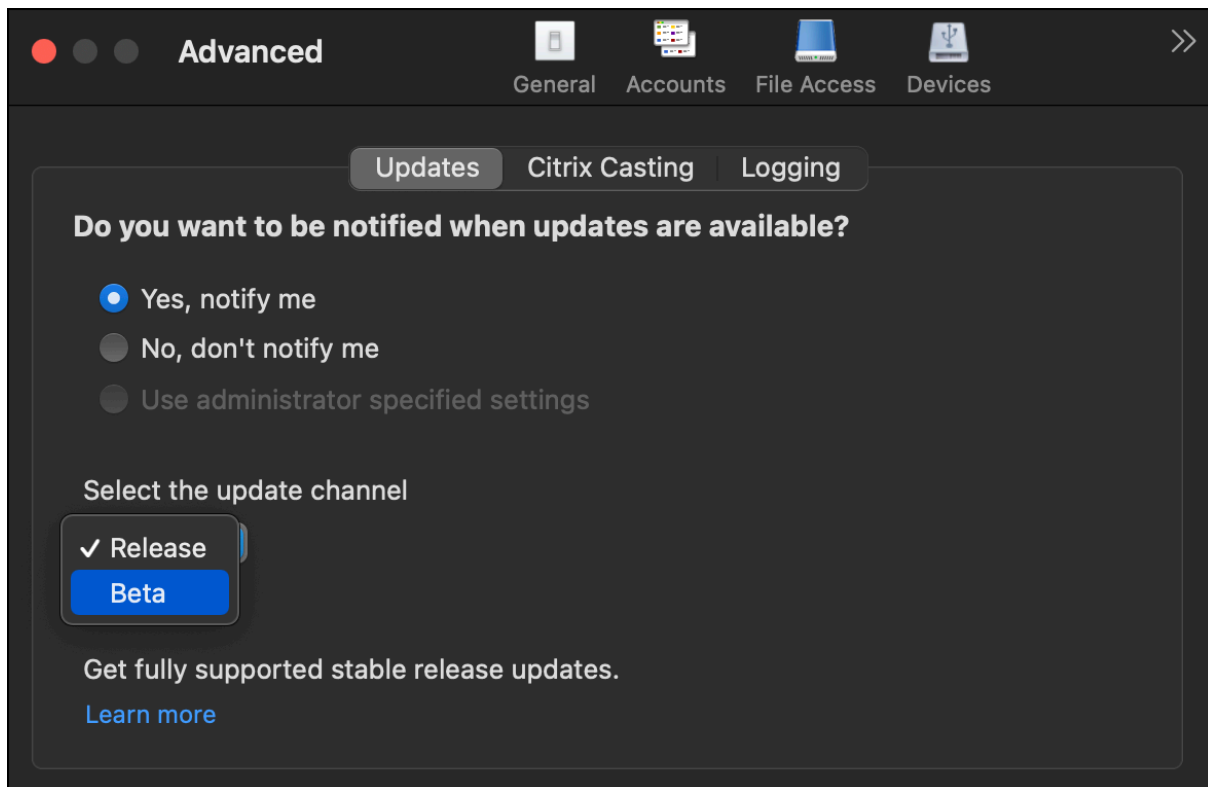 Advanced
General Accounts File Access Devices
Updates Citrix Casting Logging
Do you want to be notified when updates are available?
Yes, notify me
No, don't notify me
Use administrator specified settings
Select the update channel
✓ Release
Beta
Get fully supported stable release updates.
Learn more